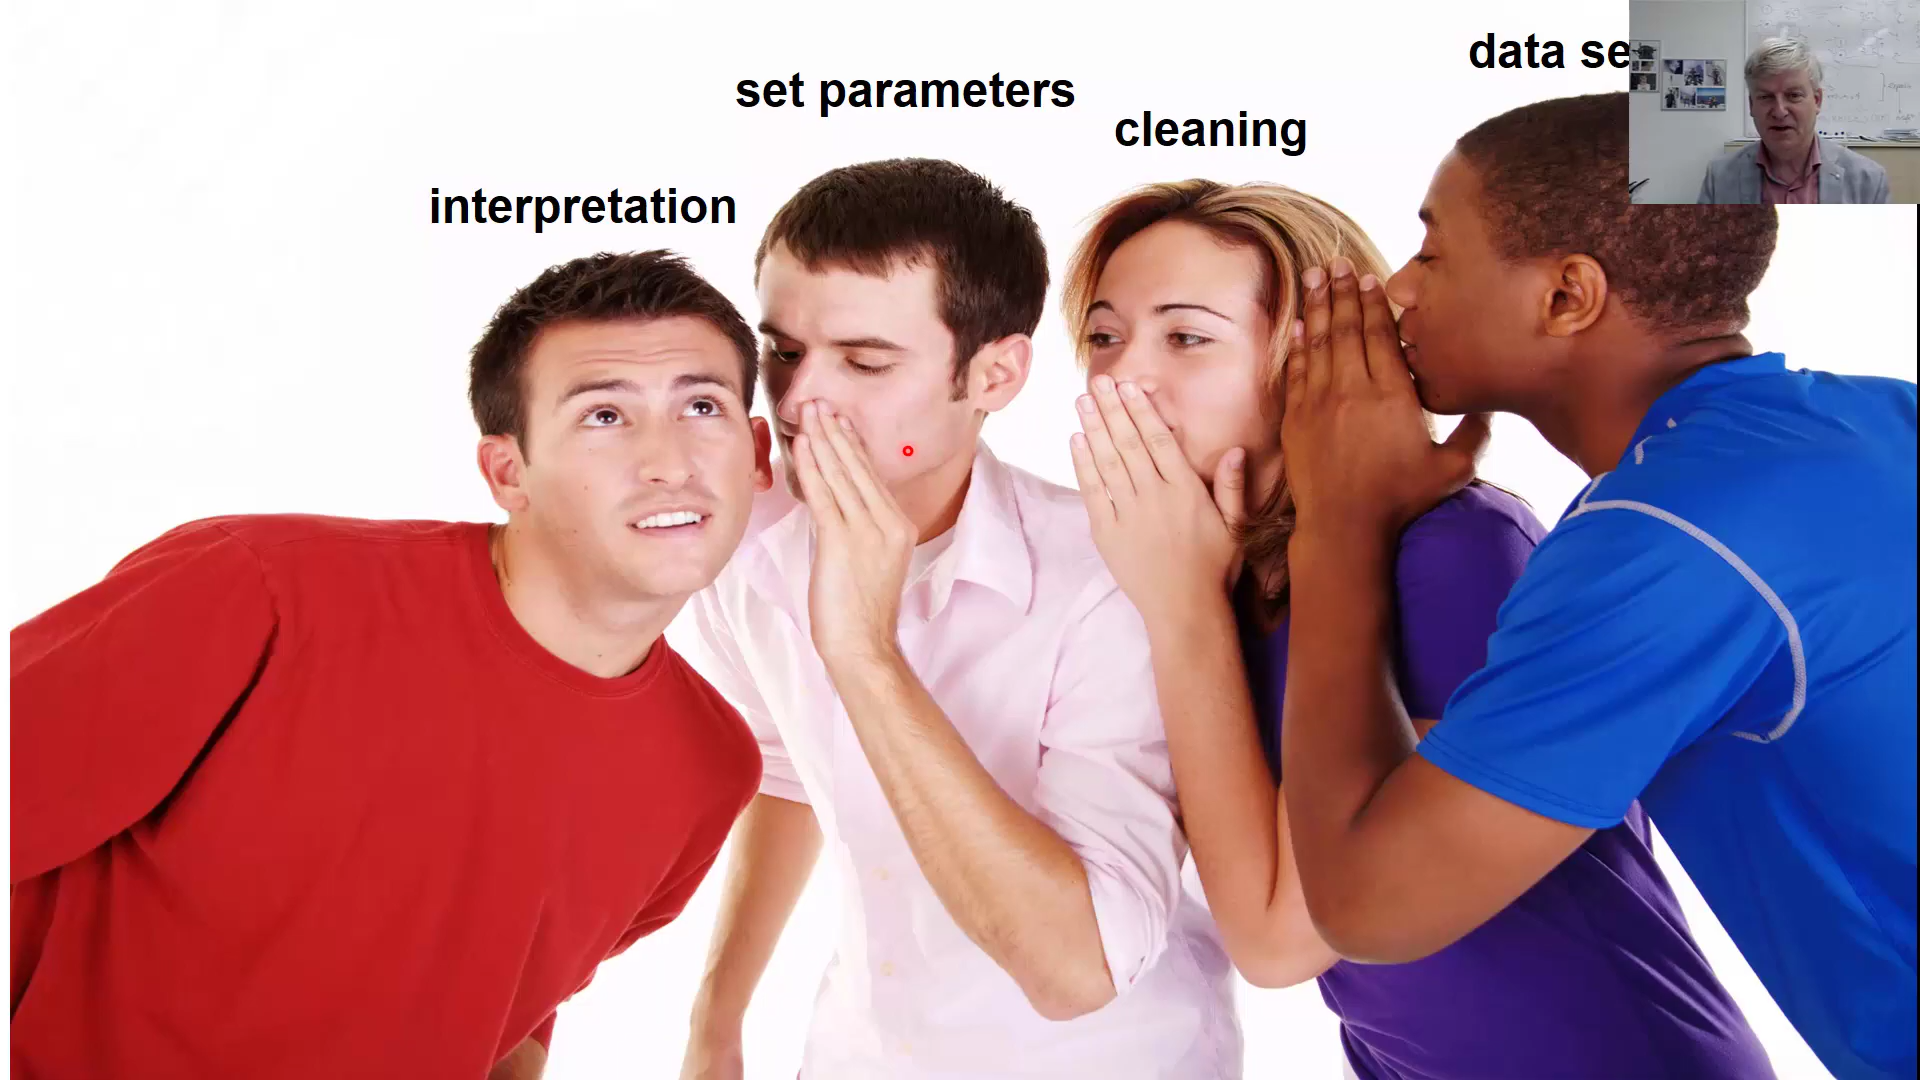 data se
set parameters
cleaning
interpretation